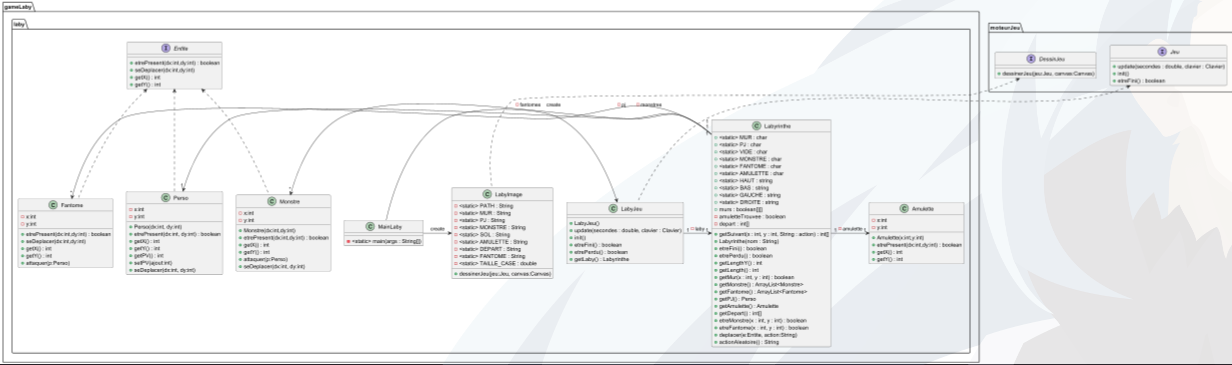 gameLaby
laby
moteurJeu
Entite
etrePresent(dx:int,dy:int) : boolean
seDeplacer(dx:int,dy:int)
getX() : int
getY() : int
DessinJeu
dessinerJeu(jeu:Jeu, canvas:Canvas)
Jeu
update(secondes : double, clavier : Clavier)
init()
etreFini() : boolean
fantomes
create
pj
monstres
Fantome
x:int
y:int
etrePresent(dx:int,dy:int) : boolean
seDeplacer(dx:int, dy:int)
getX() : int
getY() : int
attaquer(p:Perso)
Perso
x:int
y:int
Perso(dx:int,dy:int)
etrePresent(dx:int,dy:int) : boolean
getX() : int
getY() : int
getPV() : int
setPV(ajout:int)
seDeplacer(dx:int, dy:int)
Monstre
x:int
y:int
Monstre(dx:int,dy:int)
etrePresent(dx:int,dy:int) : boolean
getX() : int
getY() : int
attaquer(p:Perso)
seDeplacer(dx:int, dy:int)
MainLaby
<static> main(args : String[])
create
LabyImage
<static> PATH : String
<static> MUR : String
<static> PJ : String
<static> MONSTRE : String
<static> SOL : String
<static> AMULETTE : String
<static> DEPART : String
<static> FANTOME : String
<static> TAILLE_CASE : double
dessinerJeu(jeu:Jeu, canvas:Canvas)
LabyJeu
LabyJeu()
update(secondes : double, clavier : Clavier)
init()
etreFini() : boolean
etrePerdu() : boolean
getLaby() : Labyrinthe
laby
Labyrinthe
<static> MUR : char
<static> PJ : char
<static> VIDE : char
<static> MONSTRE : char
<static> FANTOME : char
<static> AMULETTE : char
<static> HAUT : string
<static> BAS : string
<static> GAUCHE : string
<static> DROITE : string
murs : boolean[][]
amuletteTrouvee : boolean
depart : int[]
getSuivant(x : int, y : int, String : action) : int[]
Labyrinthe(nom : String)
etreFini() : boolean
etrePerdu() : boolean
getLengthY() : int
getLength() : int
getMur(x : int, y : int) : boolean
getMonstre() : ArrayList<Monstre>
getFantome() : ArrayList<Fantome>
getPJ() : Perso
getAmulette() : Amulette
getDepart() : int[]
etreMonstre(x : int, y : int) : boolean
etreFantome(x : int, y : int) : boolean
deplacer(e:Entite, action:String)
actionAleatoire() : String
amulette
Amulette
x:int
y:int
Amulette(x:int,y:int)
etrePresent(dx:int,dy:int) : boolean
getX() : int
getY() : int